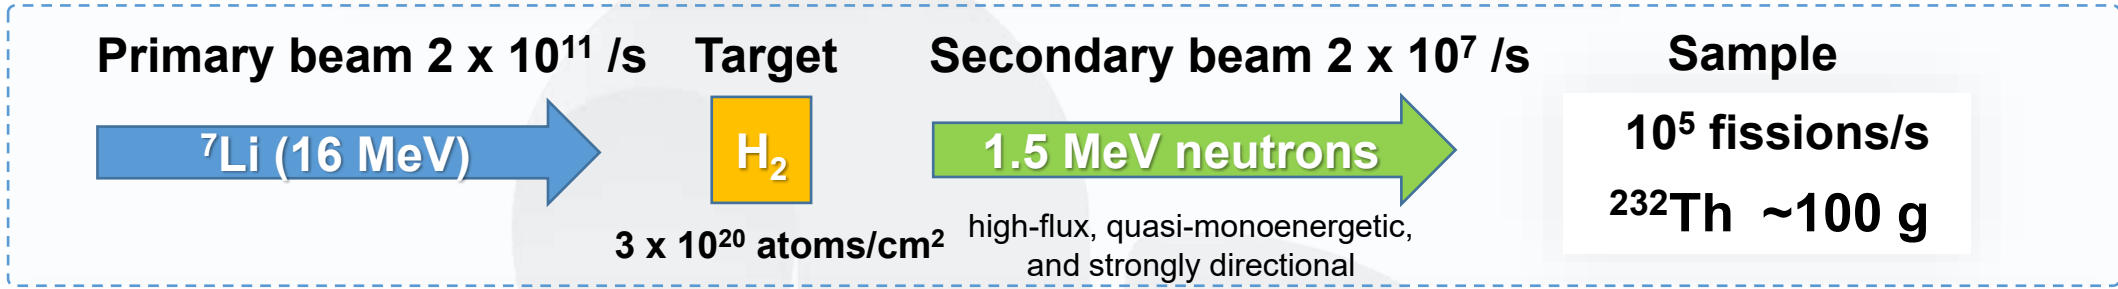 Primary beam 2 x 10¹¹ /s
⁷Li (16 MeV)
Target
H₂
3 x 10²⁰ atoms/cm²
Secondary beam 2 x 10⁷ /s
1.5 MeV neutrons
high-flux, quasi-monoenergetic,
and strongly directional
Sample
10⁵ fissions/s
²³²Th ~100 g